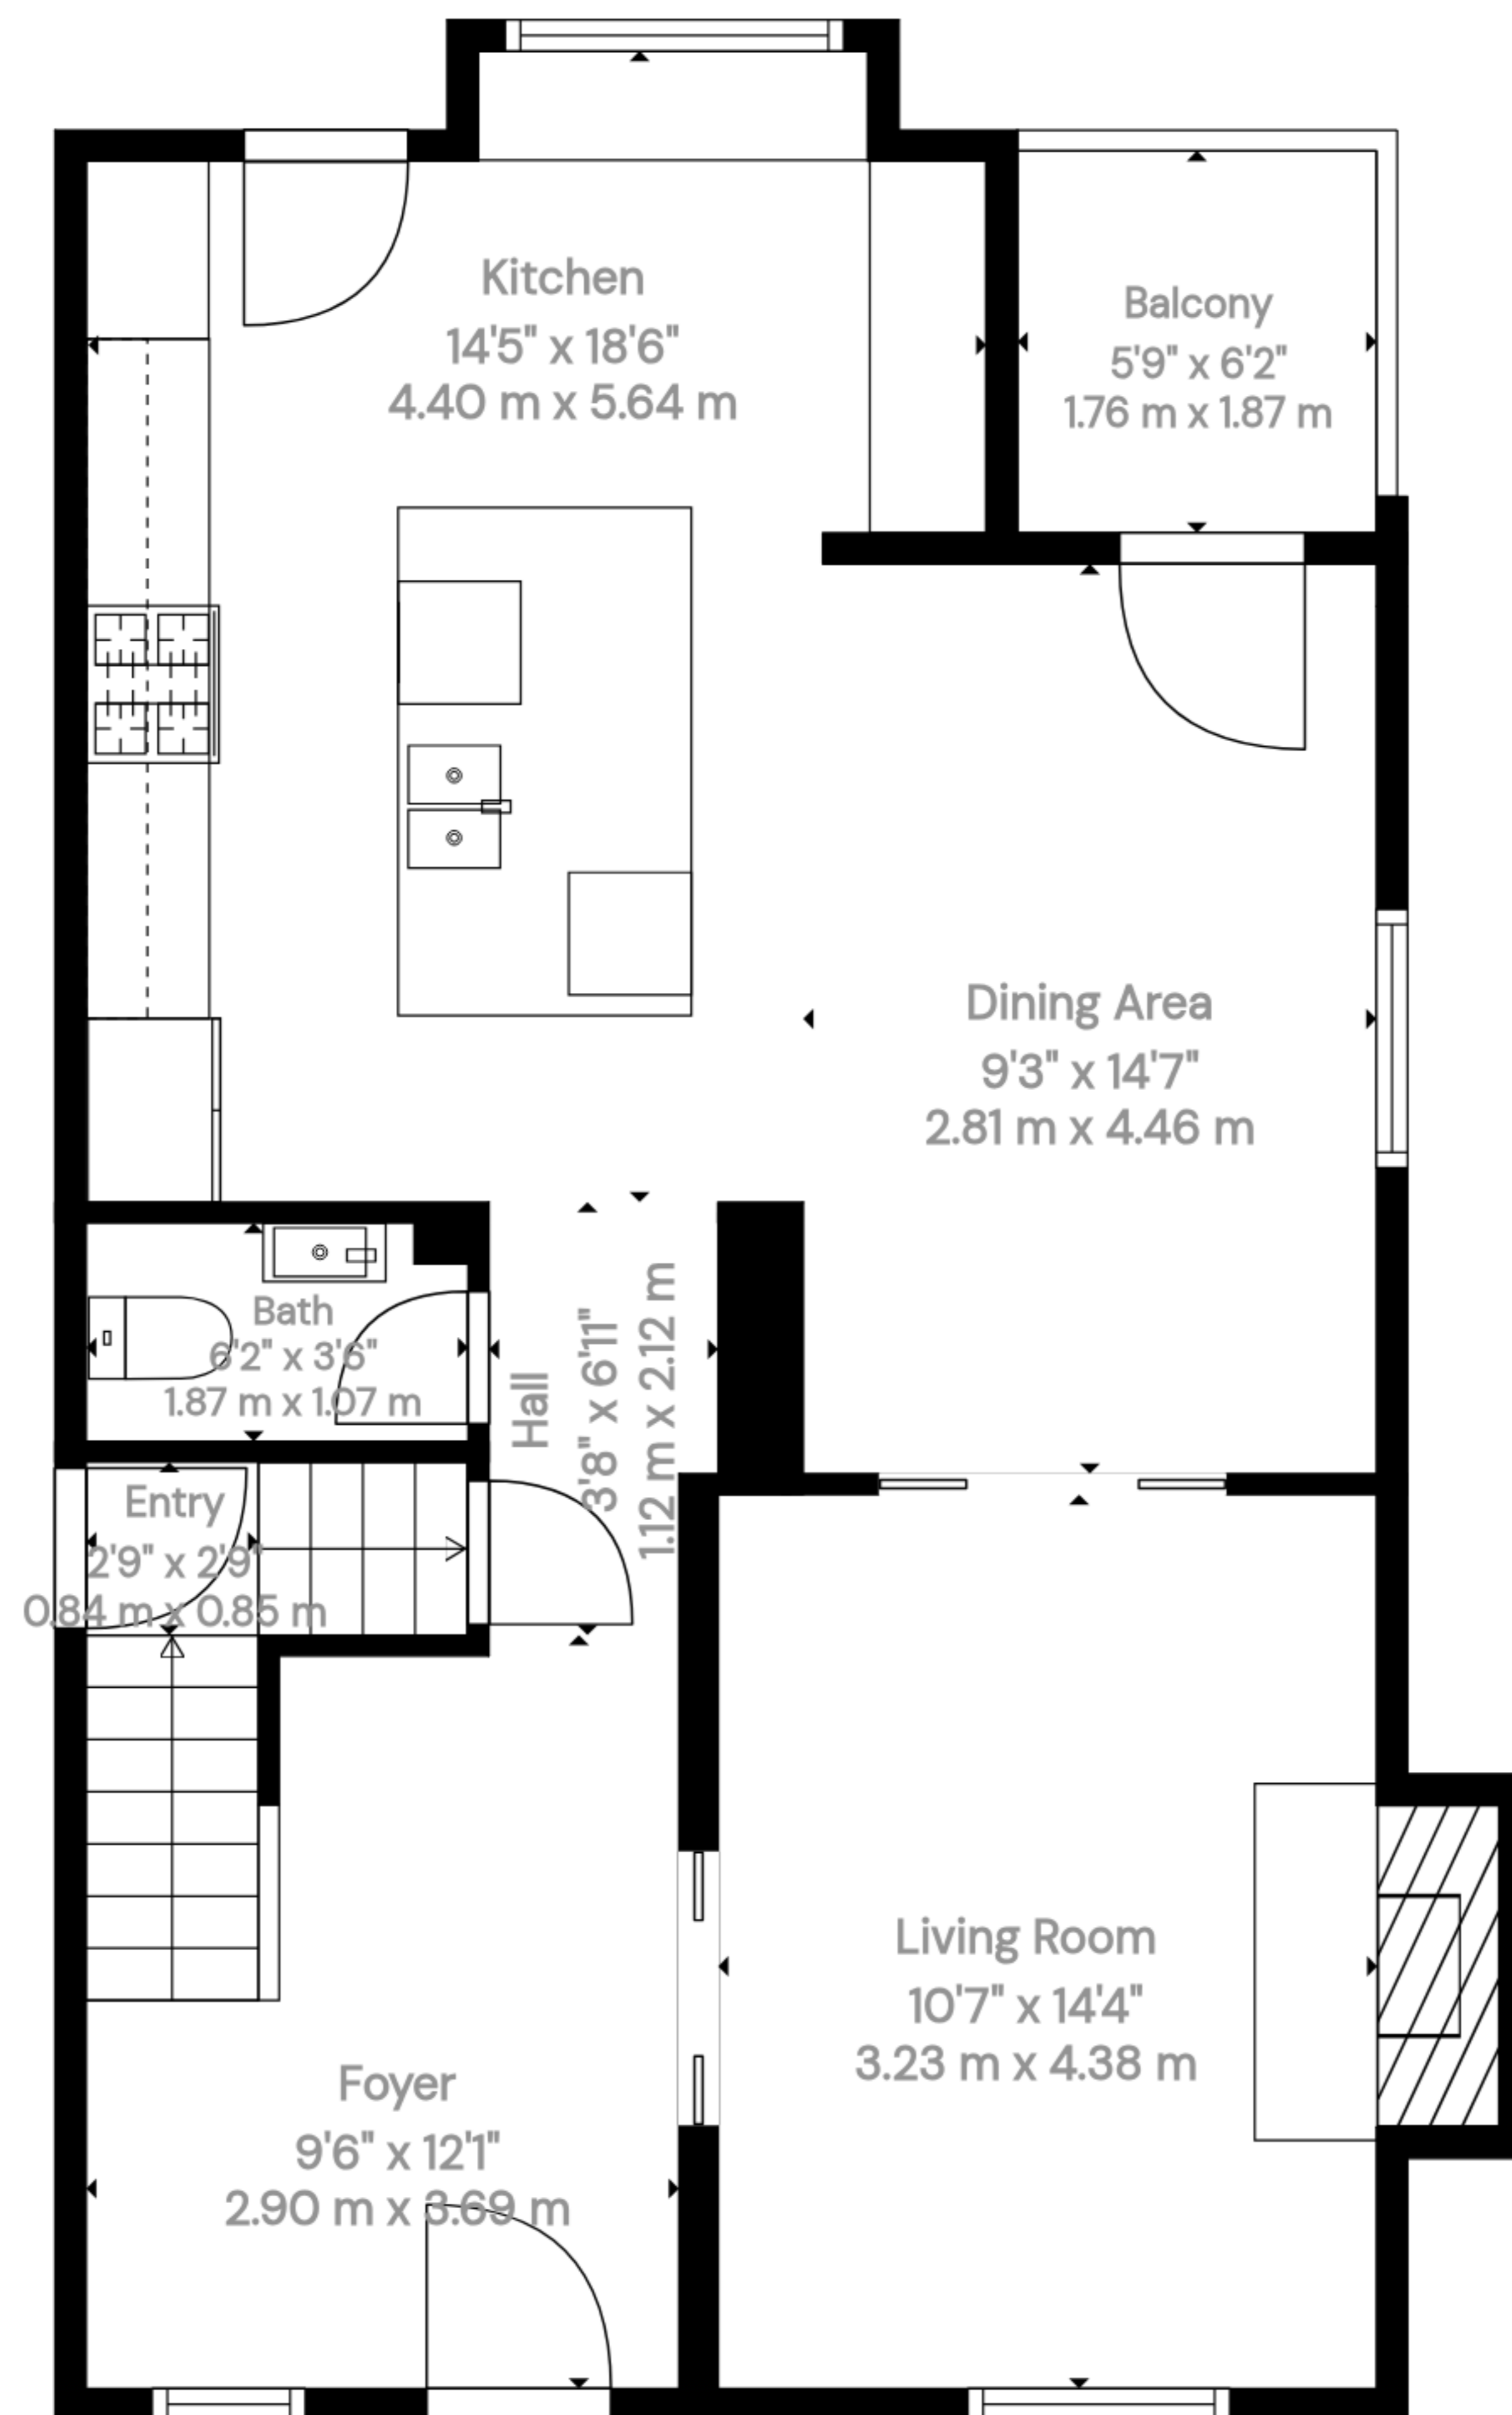 Kitchen
14'5" x 18'6"
4.40 m x 5.64 m
Balcony
5'9" x 6'2"
1.76 m x 1.87 m
Dining Area
9'3" x 14'7"
2.81 m x 4.46 m
Bath
6'2" x 3'6"
1.87 m x 1.07 m
Hall
3'8" x 6'11"
1.12 m x 2.12 m
Entry
2'9" x 2'9"
0.84 m x 0.85 m
Living Room
10'7" x 14'4"
3.23 m x 4.38 m
Foyer
9'6" x 12'1"
2.90 m x 3.69 m